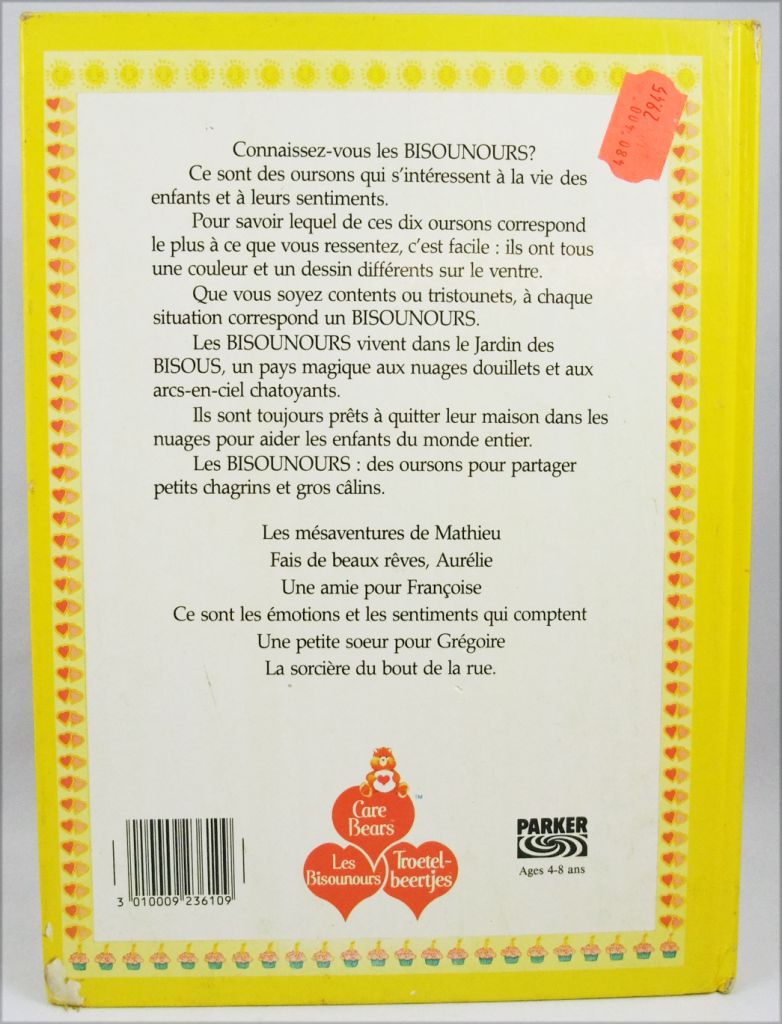 480·400·
29.45
Connaissez-vous les BISOUNOURS?
Ce sont des oursons qui s'intéressent à la vie des
enfants et à leurs sentiments.
Pour savoir lequel de ces dix oursons correspond
le plus à ce que vous ressentez, c'est facile : ils ont tous
une couleur et un dessin différents sur le ventre.
Que vous soyez contents ou tristounets, à chaque
situation correspond un BISOUNOURS.
Les BISOUNOURS vivent dans le Jardin des
BISOUS, un pays magique aux nuages douillets et aux
arcs-en-ciel chatoyants.
Ils sont toujours prêts à quitter leur maison dans les
nuages pour aider les enfants du monde entier.
Les BISOUNOURS : des oursons pour partager
petits chagrins et gros câlins.
Les mésaventures de Mathieu
Fais de beaux rêves, Aurélie
Une amie pour Françoise
Ce sont les émotions et les sentiments qui comptent
Une petite soeur pour Grégoire
La sorcière du bout de la rue.
TM
Care
Bears™
Les
Bisounours
Troetel-
beertjes
PARKER
Ages 4-8 ans
3 010009 236109